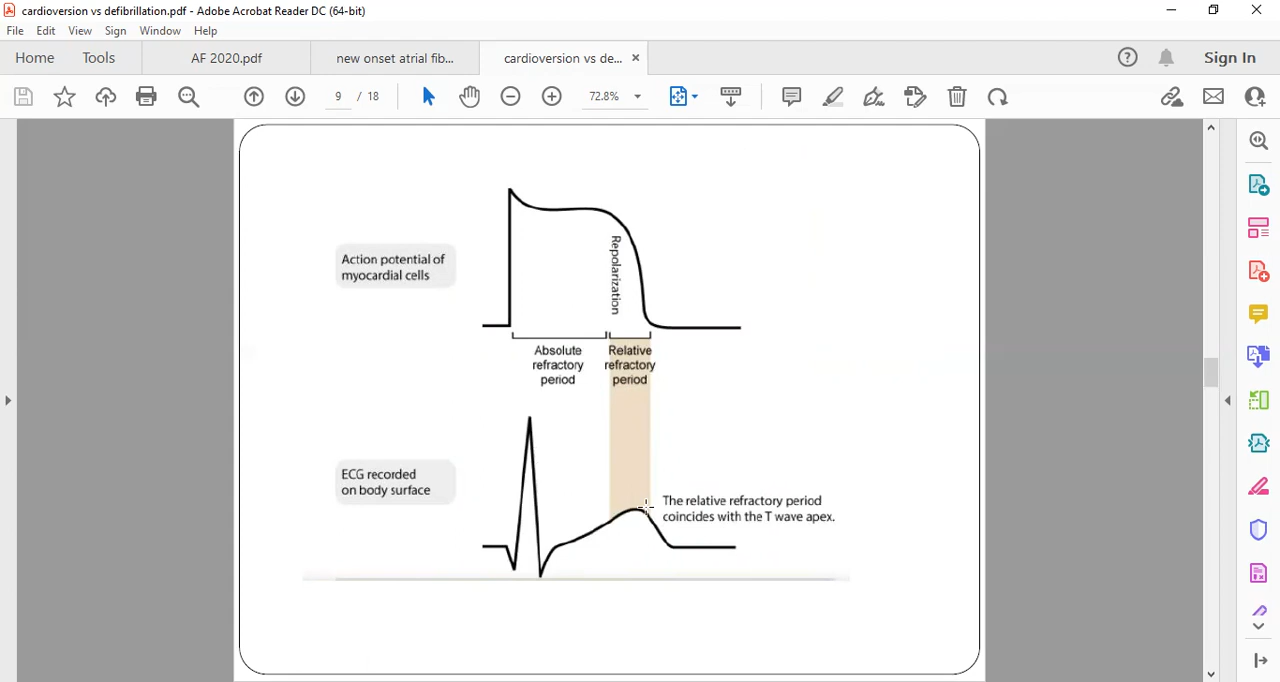 cardioversion vs defibrillation.pdf - Adobe Acrobat Reader DC (64-bit)
File Edit View Sign Window Help
Home Tools AF 2020.pdf new onset atrial fib... cardioversion vs de... × Sign In
9 / 18 72.8%
Action potential of
myocardial cells
Repolarization
Absolute
refractory
period
Relative
refractory
period
ECG recorded
on body surface
The relative refractory period
coincides with the T wave apex.